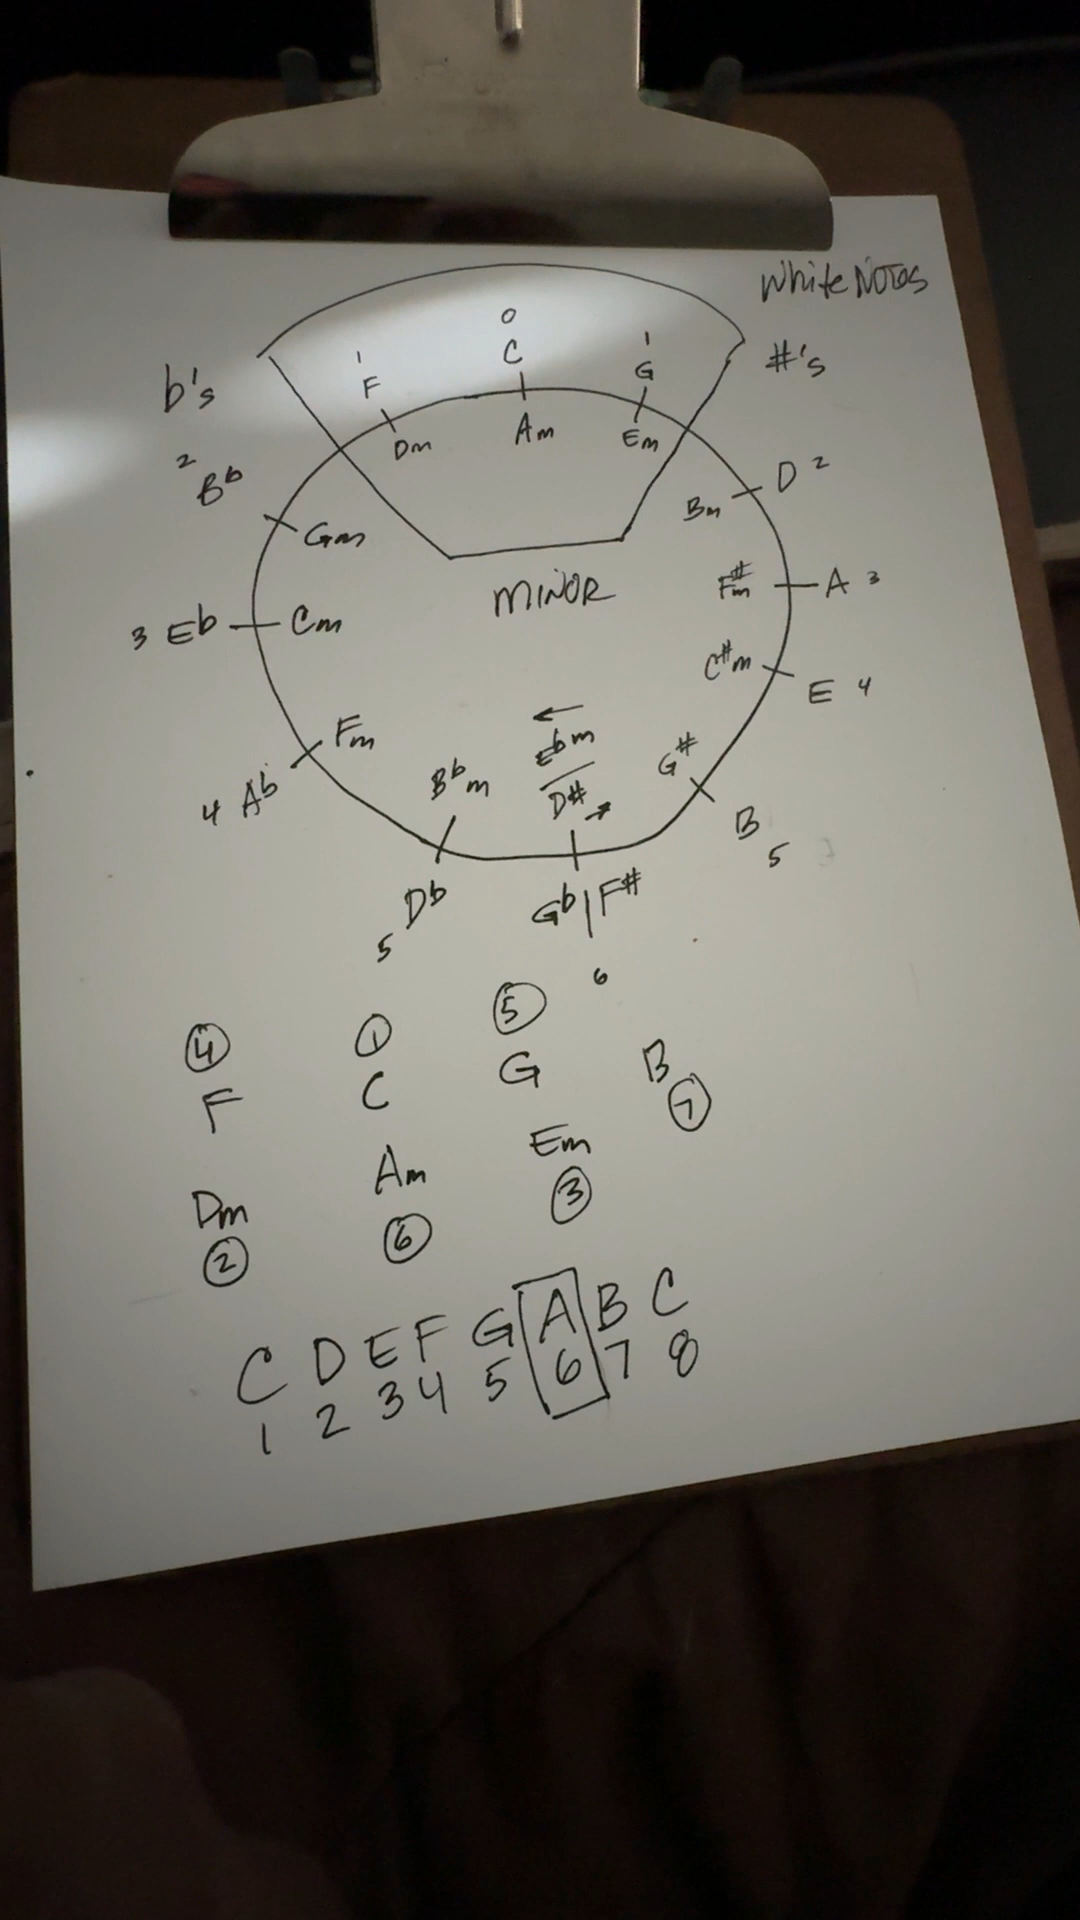 White Notes
b's
#'s
1
0
1
F
C
G
Dm
Am
Em
2
Bb
D 2
Gm
Bm
3 Eb
Cm
MINOR
F#m
A 3
C#m
E 4
Fm
4 Ab
Bbm
←
Ebm
D#
→
G#
B
5
Db
5
Gb | F#
6
④ ① ⑤
F C G B
⑦
Dm Am Em
② ⑥ ③
C D E F G A B C
1 2 3 4 5 6 7 8